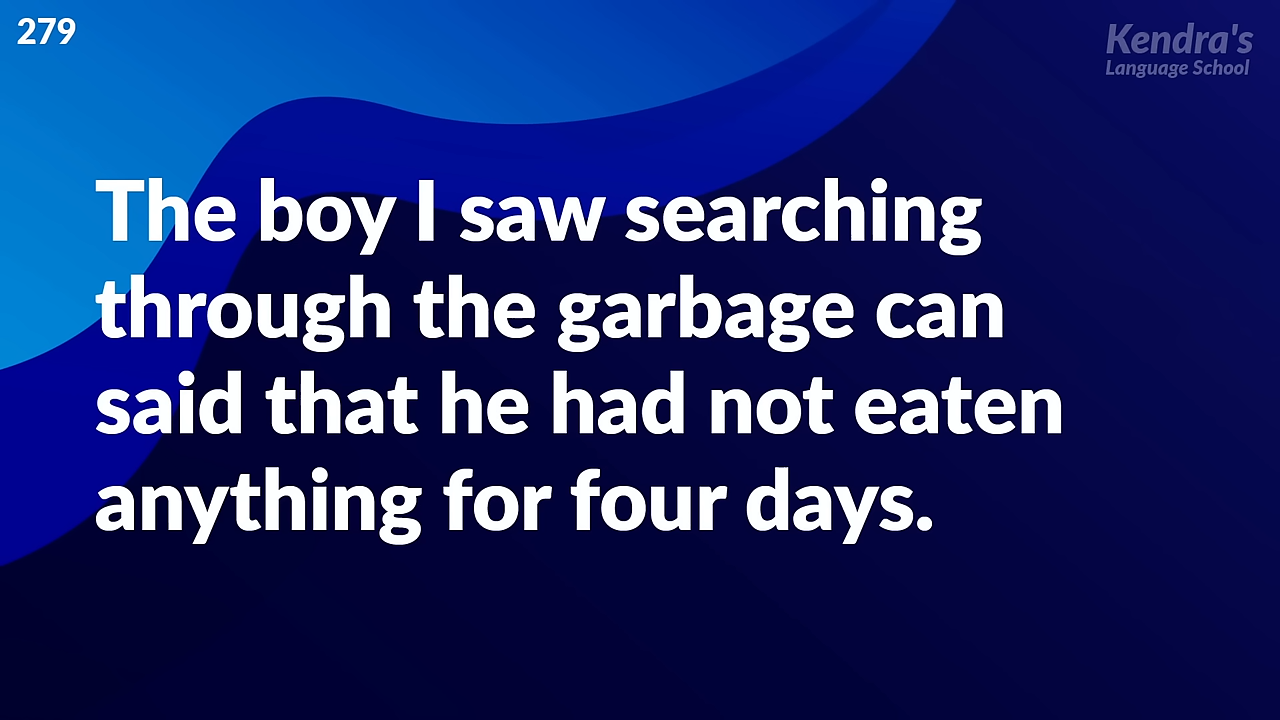 279
Kendra's
Language School
The boy I saw searching
through the garbage can
said that he had not eaten
anything for four days.